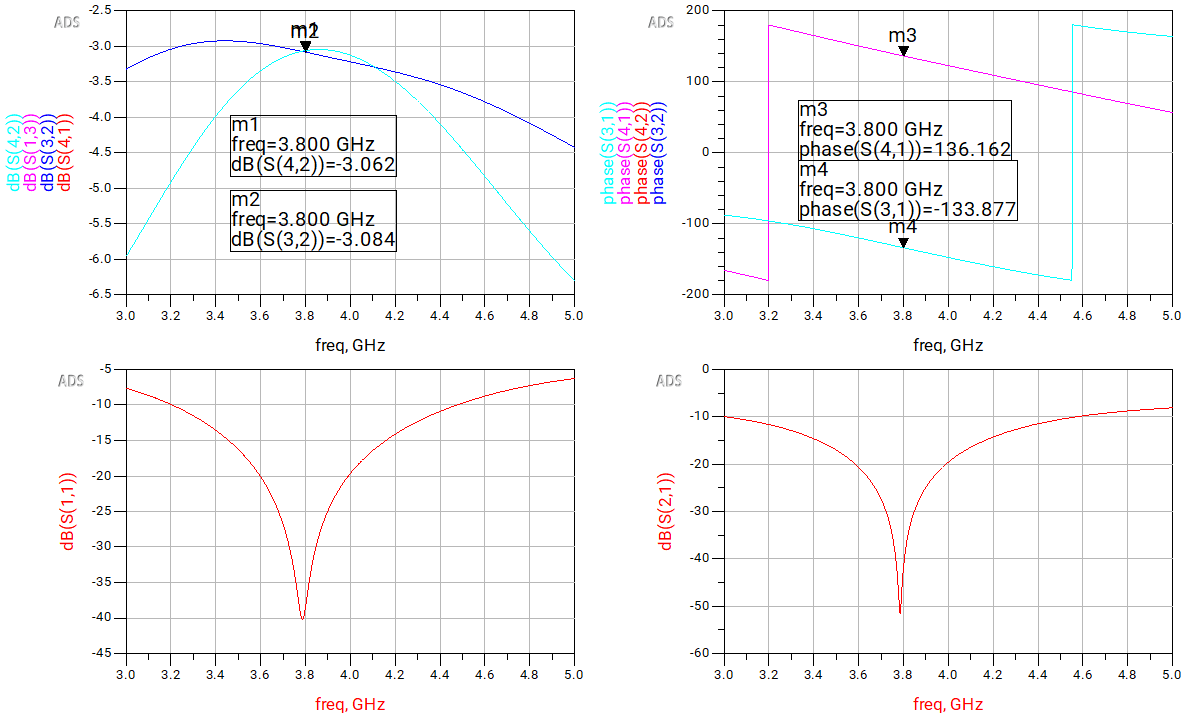 ADS
m1
m2
m1
freq=3.800 GHz
dB(S(4,2))=-3.062
m2
freq=3.800 GHz
dB(S(3,2))=-3.084
dB(S(4,2))
dB(S(1,3))
dB(S(3,2))
dB(S(4,1))
-2.5
-3.0
-3.5
-4.0
-4.5
-5.0
-5.5
-6.0
-6.5
3.0 3.2 3.4 3.6 3.8 4.0 4.2 4.4 4.6 4.8 5.0
freq, GHz
ADS
m3
m3
freq=3.800 GHz
phase(S(4,1))=136.162
m4
freq=3.800 GHz
phase(S(3,1))=-133.877
m4
phase(S(3,1))
phase(S(4,1))
phase(S(4,2))
phase(S(3,2))
200
100
0
-100
-200
3.0 3.2 3.4 3.6 3.8 4.0 4.2 4.4 4.6 4.8 5.0
freq, GHz
ADS
dB(S(1,1))
-5
-10
-15
-20
-25
-30
-35
-40
-45
3.0 3.2 3.4 3.6 3.8 4.0 4.2 4.4 4.6 4.8 5.0
freq, GHz
ADS
dB(S(2,1))
0
-10
-20
-30
-40
-50
-60
3.0 3.2 3.4 3.6 3.8 4.0 4.2 4.4 4.6 4.8 5.0
freq, GHz